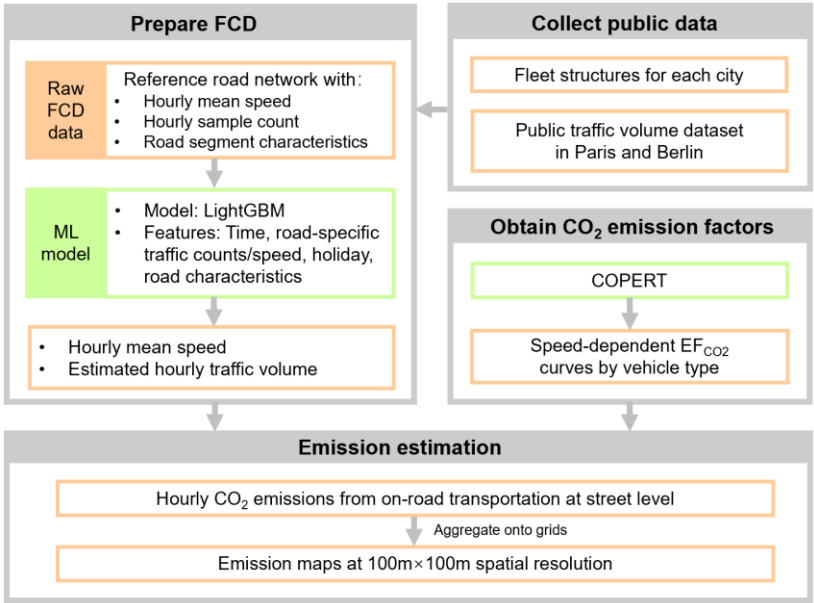 Prepare FCD
Raw
FCD
data
Reference road network with:
• Hourly mean speed
• Hourly sample count
• Road segment characteristics
ML
model
• Model: LightGBM
• Features: Time, road-specific
traffic counts/speed, holiday,
road characteristics
• Hourly mean speed
• Estimated hourly traffic volume
Collect public data
Fleet structures for each city
Public traffic volume dataset
in Paris and Berlin
Obtain CO₂ emission factors
COPERT
Speed-dependent EF_CO2
curves by vehicle type
Emission estimation
Hourly CO₂ emissions from on-road transportation at street level
Aggregate onto grids
Emission maps at 100m×100m spatial resolution